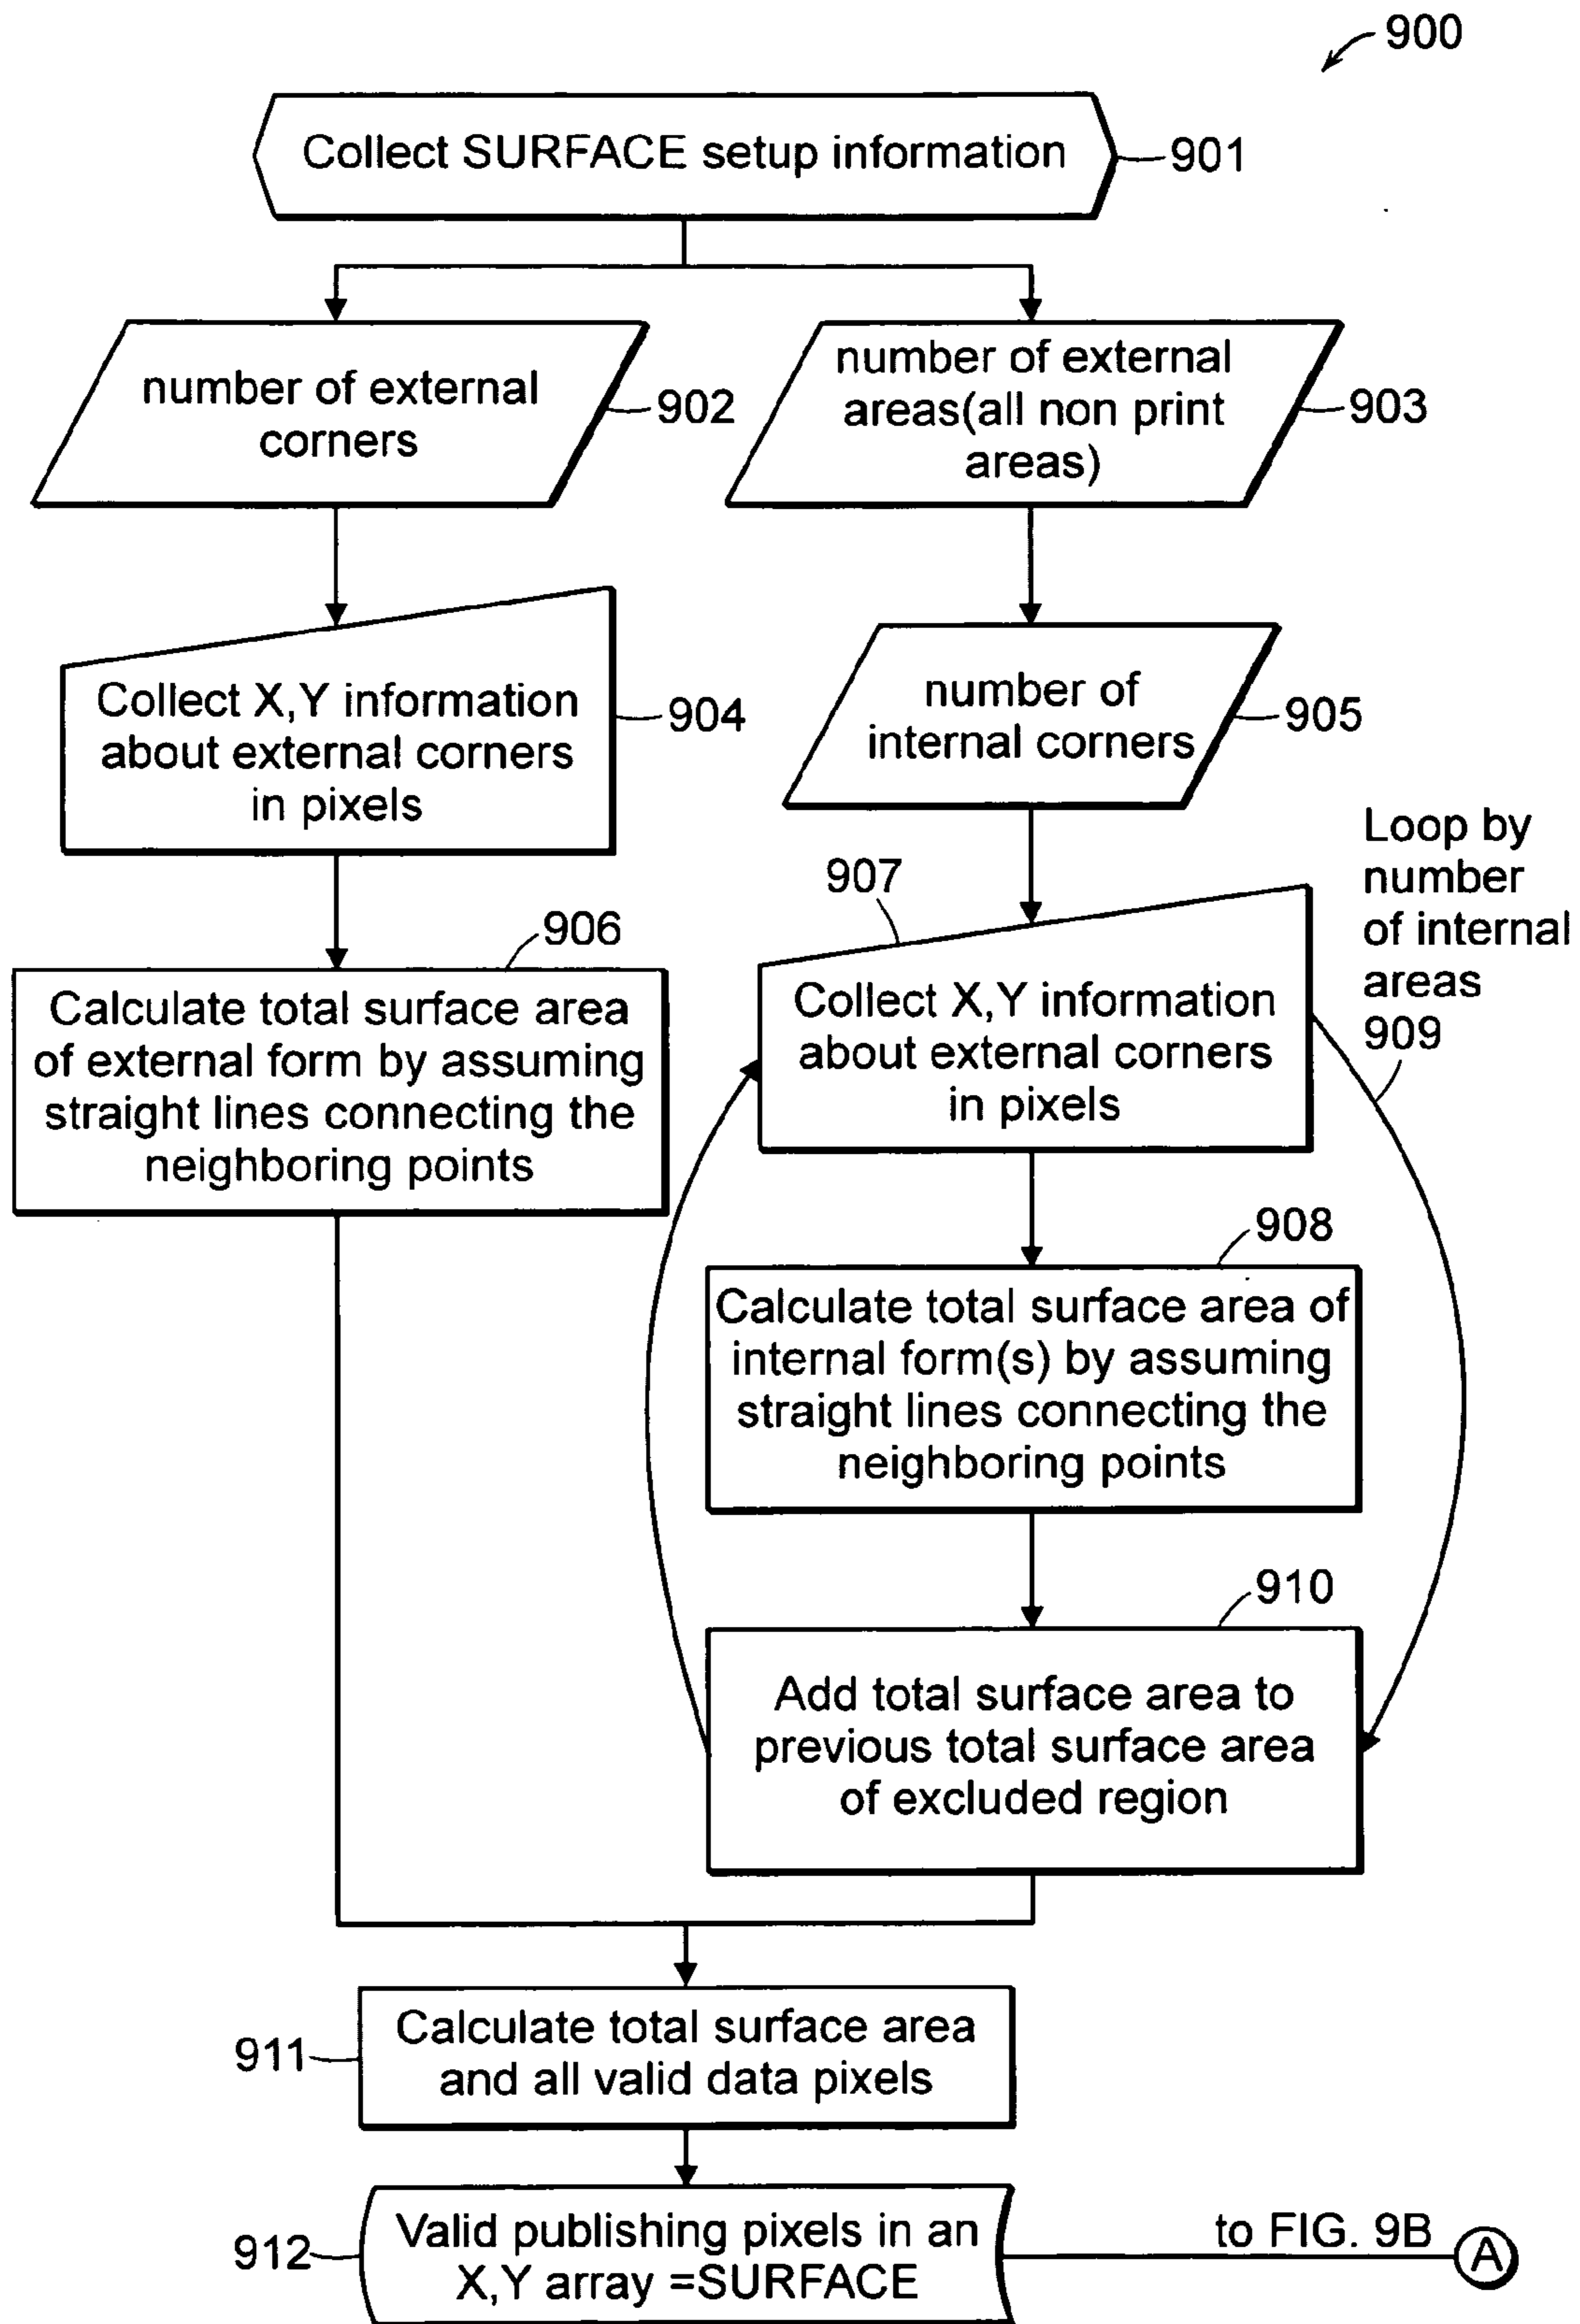 900
Collect SURFACE setup information
901
number of external
corners
902
number of external
areas(all non print
areas)
903
Collect X,Y information
about external corners
in pixels
904
number of
internal corners
905
Loop by
number
of internal
areas
909
907
906
Calculate total surface area
of external form by assuming
straight lines connecting the
neighboring points
Collect X,Y information
about external corners
in pixels
908
Calculate total surface area of
internal form(s) by assuming
straight lines connecting the
neighboring points
910
Add total surface area to
previous total surface area
of excluded region
911
Calculate total surface area
and all valid data pixels
912
Valid publishing pixels in an
X,Y array =SURFACE
to FIG. 9B
A